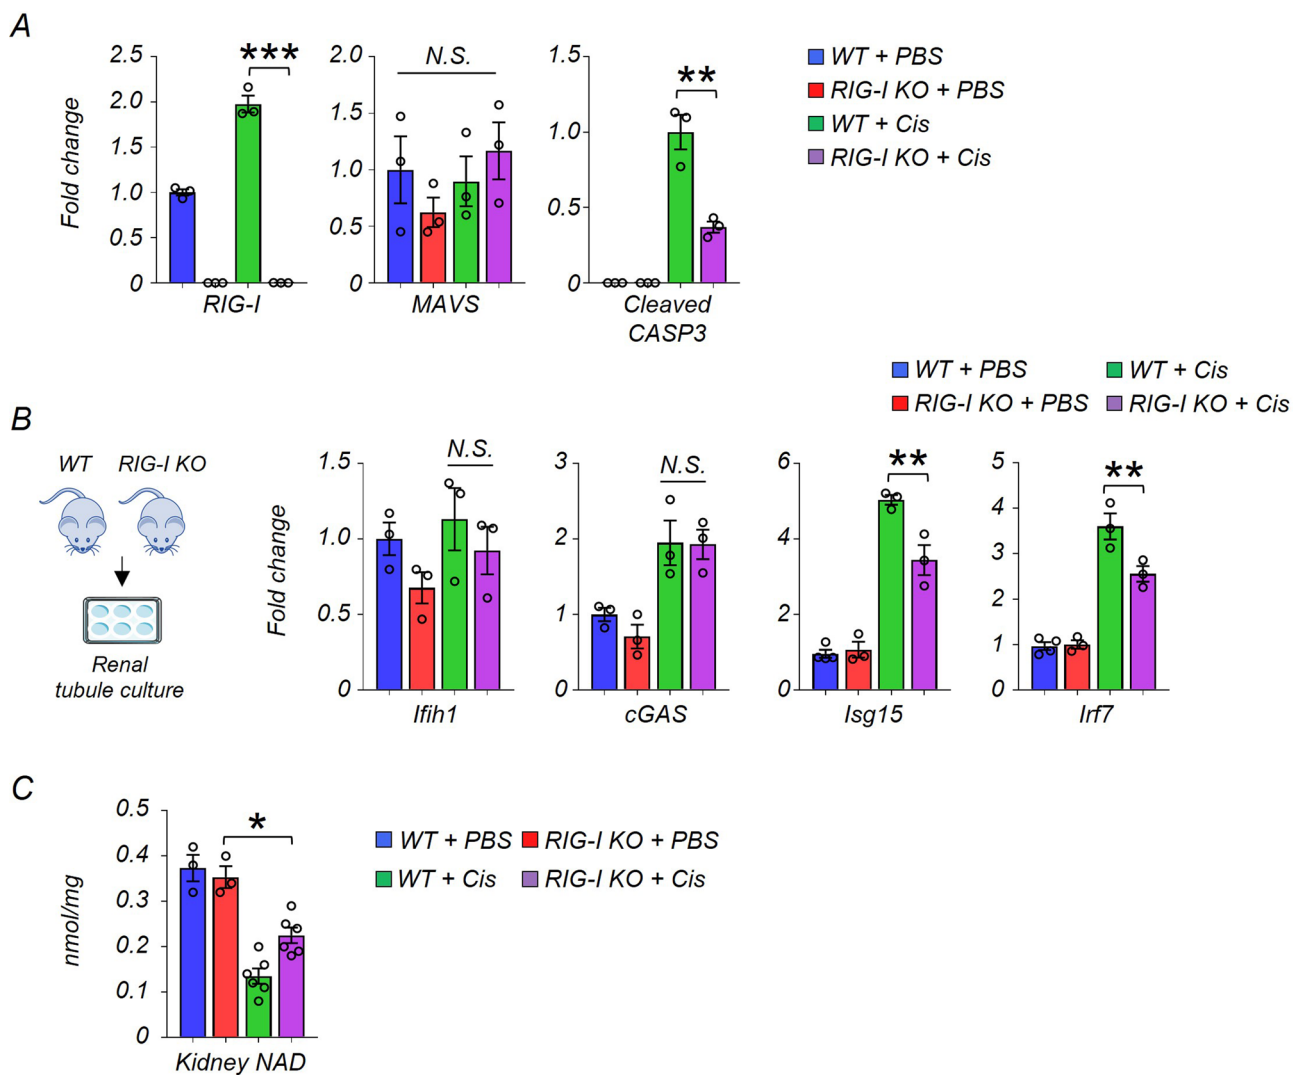 A
Fold change
2.5
2.0
1.5
1.0
0.5
0
***
RIG-I
2.0
1.5
1.0
0.5
0
N.S.
MAVS
1.5
1.0
0.5
0
**
Cleaved
CASP3
WT + PBS
RIG-I KO + PBS
WT + Cis
RIG-I KO + Cis
WT + PBS
WT + Cis
RIG-I KO + PBS
RIG-I KO + Cis
B
WT
RIG-I KO
Renal
tubule culture
Fold change
1.5
1.0
0.5
0
N.S.
Ifih1
3
2
1
0
N.S.
cGAS
6
4
2
0
**
Isg15
5
4
3
2
1
0
**
Irf7
C
nmol/mg
0.5
0.4
0.3
0.2
0.1
0
*
Kidney NAD
WT + PBS
RIG-I KO + PBS
WT + Cis
RIG-I KO + Cis